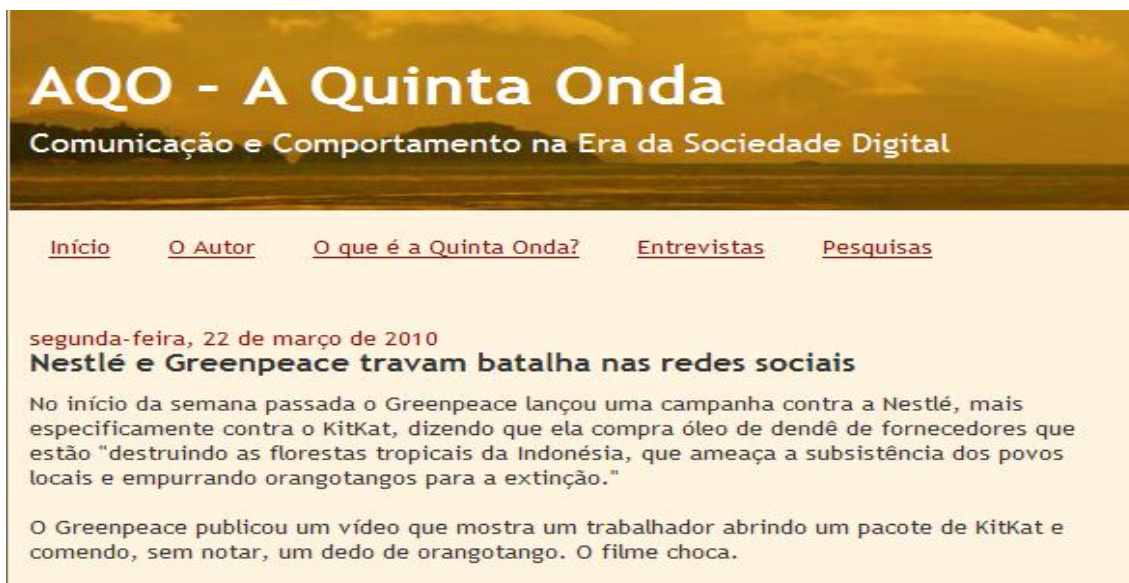 AQO - A Quinta Onda
Comunicação e Comportamento na Era da Sociedade Digital
Início O Autor O que é a Quinta Onda? Entrevistas Pesquisas
segunda-feira, 22 de março de 2010
Nestlé e Greenpeace travam batalha nas redes sociais
No início da semana passada o Greenpeace lançou uma campanha contra a Nestlé, mais
especificamente contra o KitKat, dizendo que ela compra óleo de dendê de fornecedores que
estão "destruindo as florestas tropicais da Indonésia, que ameaça a subsistência dos povos
locais e empurrando orangotangos para a extinção."
O Greenpeace publicou um vídeo que mostra um trabalhador abrindo um pacote de KitKat e
comendo, sem notar, um dedo de orangotango. O filme choca.